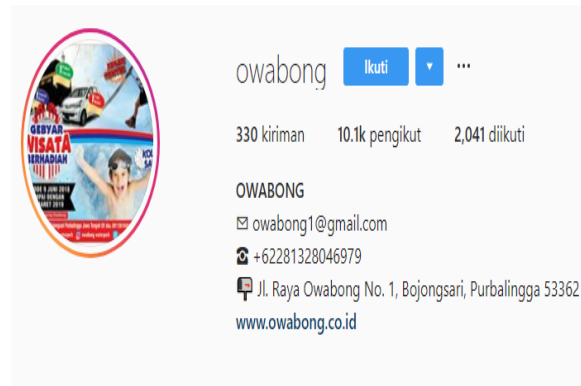 owabong Ikuti
330 kiriman 10.1k pengikut 2,041 diikuti
OWABONG
owabong1@gmail.com
+62281328046979
Jl. Raya Owabong No. 1, Bojongsari, Purbalingga 53362
www.owabong.co.id
GEBYAR
WISATA
BERHADIAH